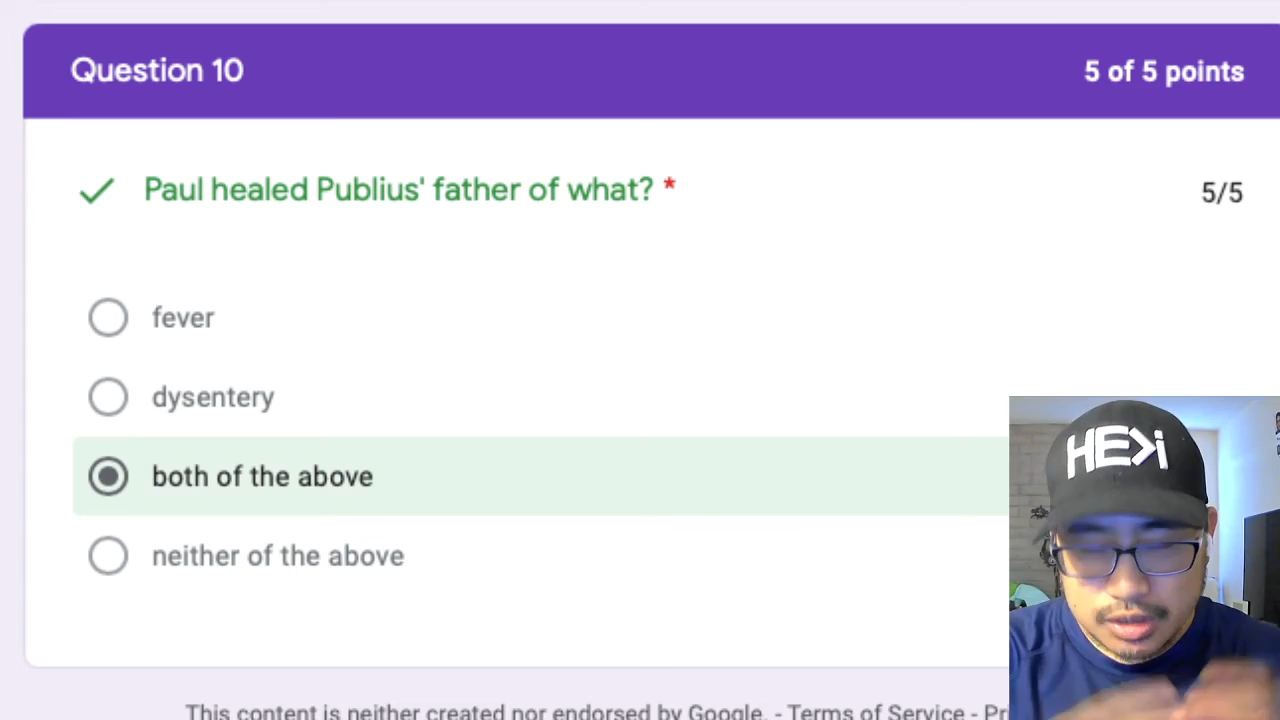 Question 10
5 of 5 points
Paul healed Publius' father of what? *
5/5
fever
dysentery
both of the above
neither of the above
HE>i
This content is neither created nor endorsed by Google. - Terms of Service -